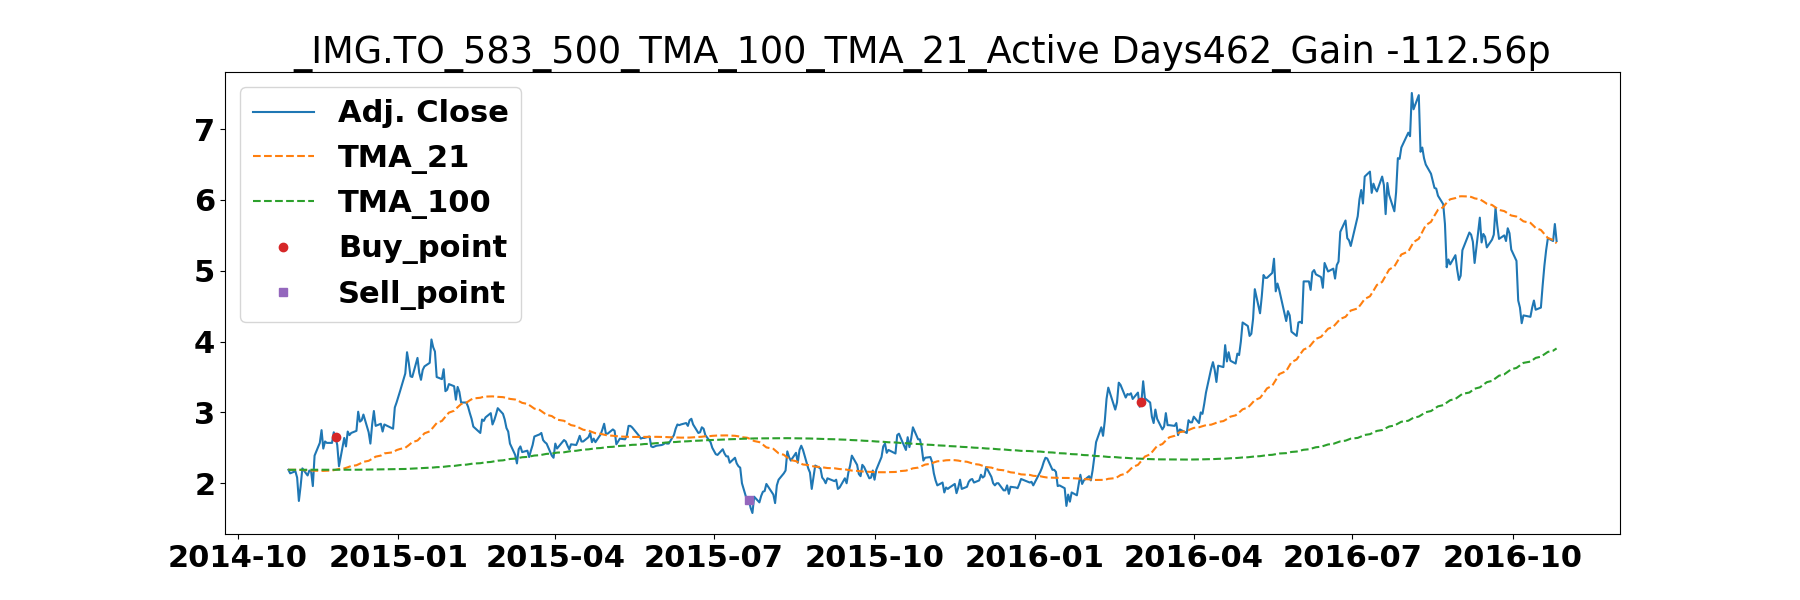 _IMG.TO_583_500_TMA_100_TMA_21_Active Days462_Gain -112.56p
Adj. Close
TMA_21
TMA_100
Buy_point
Sell_point
7
6
5
4
3
2
2014-10 2015-01 2015-04 2015-07 2015-10 2016-01 2016-04 2016-07 2016-10